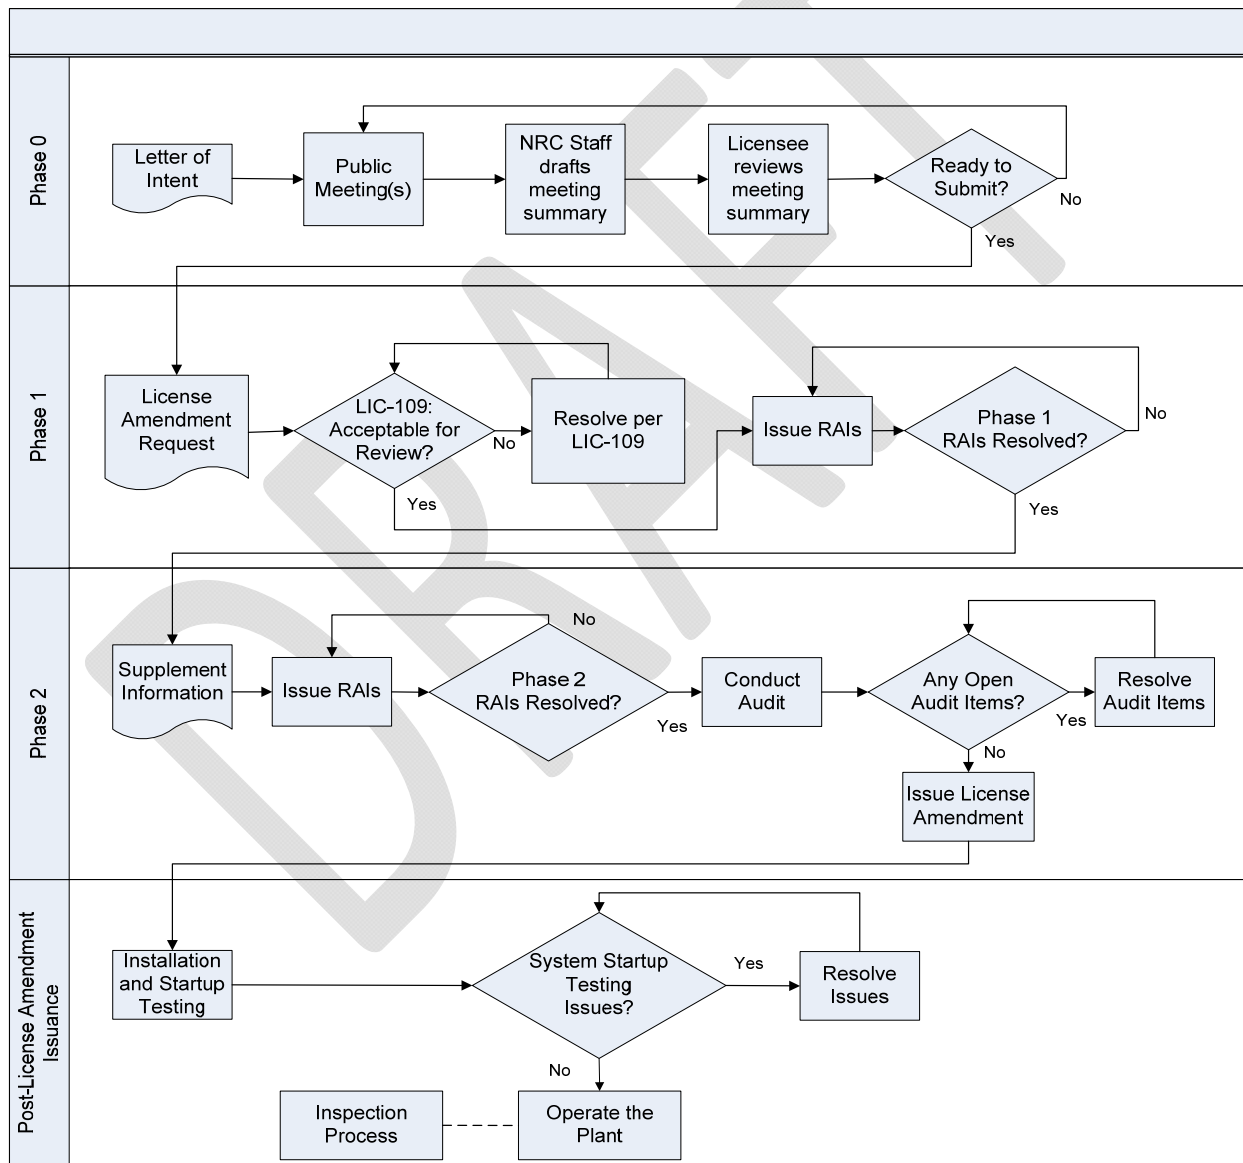 Phase 0
Letter of
Intent
Public
Meeting(s)
NRC Staff
drafts
meeting
summary
Licensee
reviews
meeting
summary
Ready to
Submit?
No
Yes
Phase 1
License
Amendment
Request
LIC-109:
Acceptable for
Review?
No
Yes
Resolve per
LIC-109
Issue RAIs
Phase 1
RAIs Resolved?
No
Yes
Phase 2
Supplement
Information
Issue RAIs
Phase 2
RAIs Resolved?
No
Yes
Conduct
Audit
Any Open
Audit Items?
Yes
No
Resolve
Audit Items
Issue License
Amendment
Post-License Amendment
Issuance
Installation
and Startup
Testing
System Startup
Testing
Issues?
Yes
No
Resolve
Issues
Inspection
Process
Operate the
Plant
DRAFT